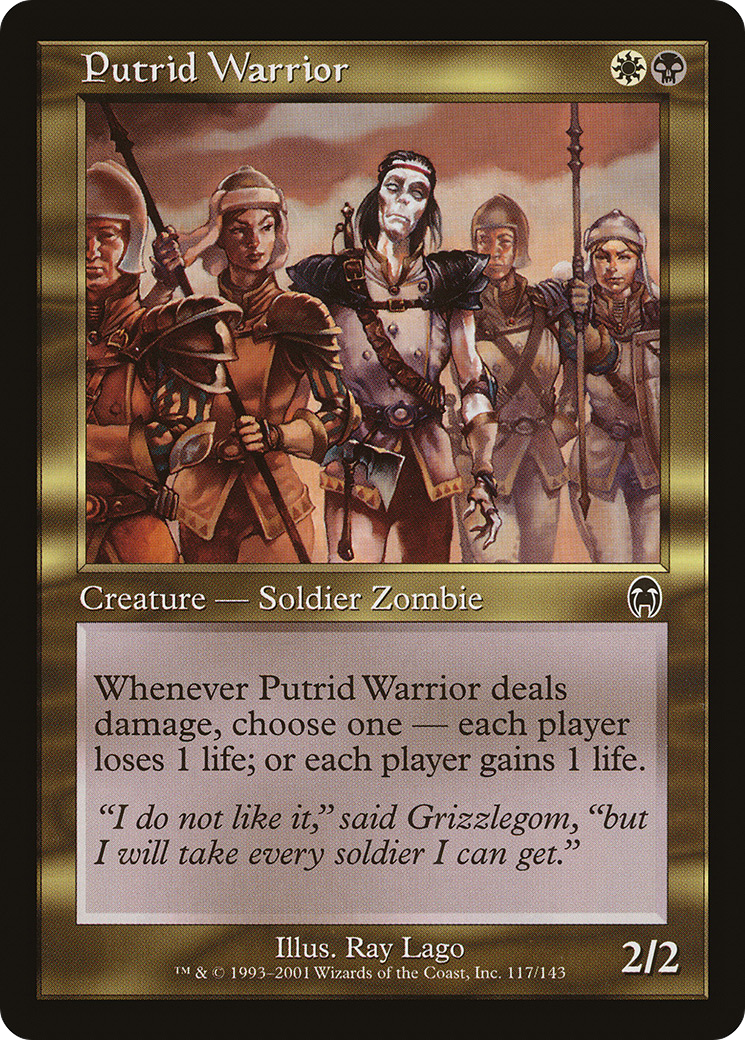 Putrid Warrior
Creature — Soldier Zombie
Whenever Putrid Warrior deals
damage, choose one — each player
loses 1 life; or each player gains 1 life.
“I do not like it,” said Grizzlegom, “but
I will take every soldier I can get.”
Illus. Ray Lago
™ & © 1993–2001 Wizards of the Coast, Inc. 117/143
2/2